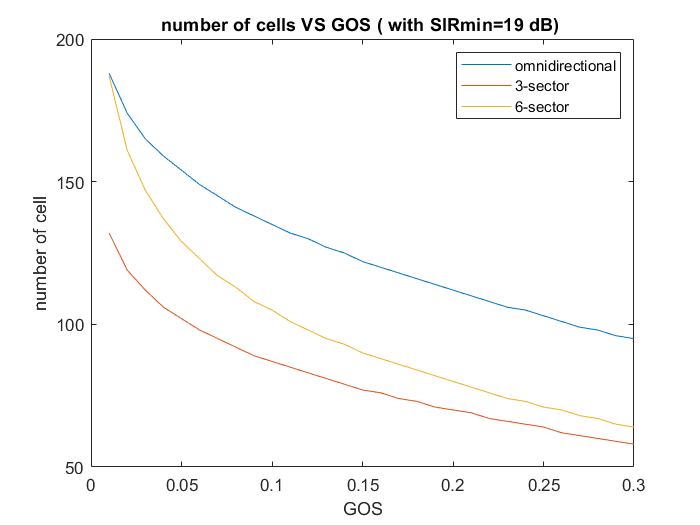 number of cells VS GOS ( with SIRmin=19 dB)
200
150
100
50
number of cell
omnidirectional
3-sector
6-sector
0
0.05
0.1
0.15
0.2
0.25
0.3
GOS